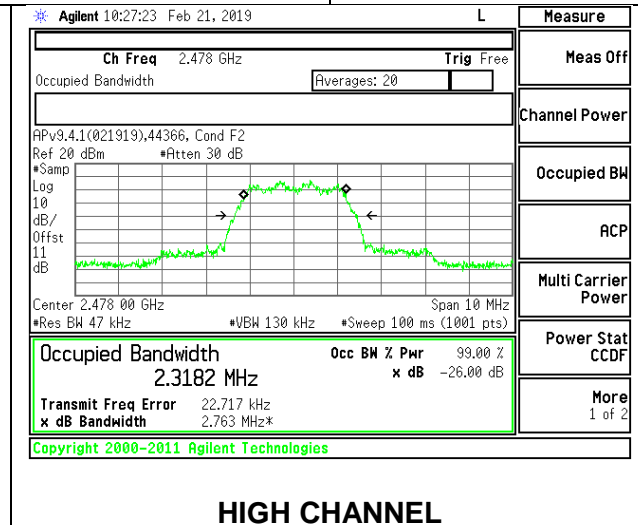 Agilent 10:27:23 Feb 21, 2019 L Measure
Ch Freq 2.478 GHz Trig Free
Meas Off
Occupied Bandwidth Averages: 20
Channel Power
APv9.4.1(021919),44366, Cond F2
Ref 20 dBm #Atten 30 dB
#Samp
Log
10
dB/
Offst
11
dB
Occupied BW
ACP
Multi Carrier
Power
Center 2.478 00 GHz Span 10 MHz
#Res BW 47 kHz #VBW 130 kHz #Sweep 100 ms (1001 pts)
Power Stat
CCDF
Occupied Bandwidth Occ BW % Pwr 99.00 %
2.3182 MHz x dB -26.00 dB
Transmit Freq Error 22.717 kHz
x dB Bandwidth 2.763 MHz*
More
1 of 2
Copyright 2000-2011 Agilent Technologies
HIGH CHANNEL